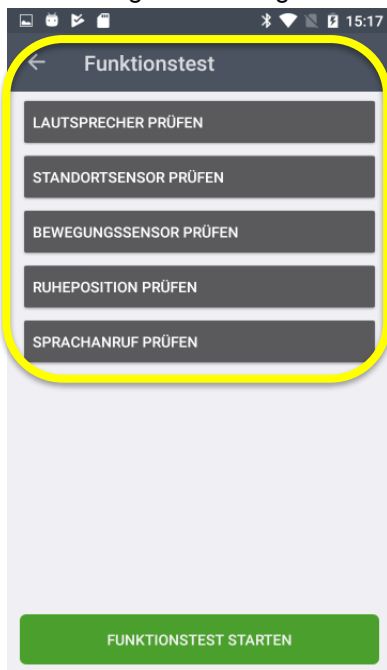 15:17
Funktionstest
LAUTSPRECHER PRÜFEN
STANDORTSENSOR PRÜFEN
BEWEGUNGSSENSOR PRÜFEN
RUHEPOSITION PRÜFEN
SPRACHANRUF PRÜFEN
FUNKTIONSTEST STARTEN